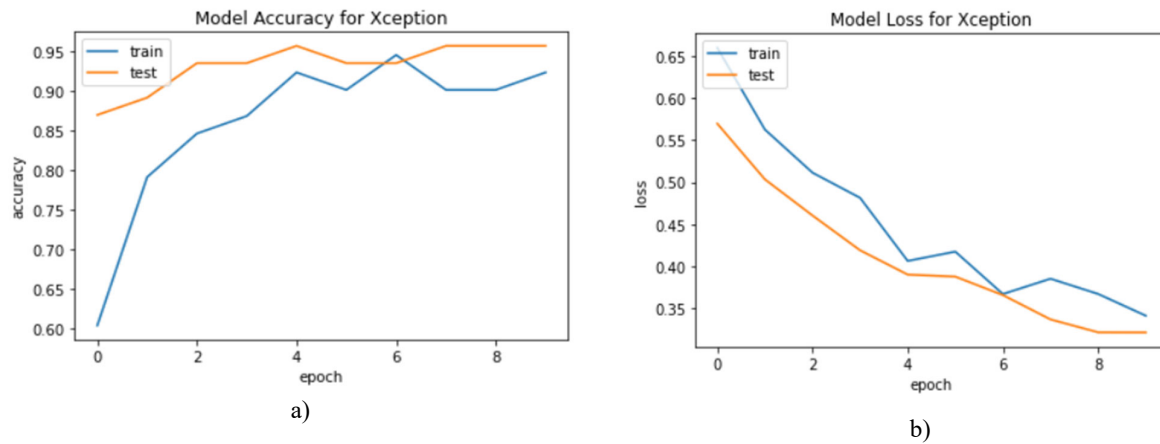 Model Accuracy for Xception
train
test
0.95
0.90
0.85
0.80
0.75
0.70
0.65
0.60
accuracy
0 2 4 6 8
epoch
a)
Model Loss for Xception
train
test
0.65
0.60
0.55
0.50
0.45
0.40
0.35
loss
0 2 4 6 8
epoch
b)